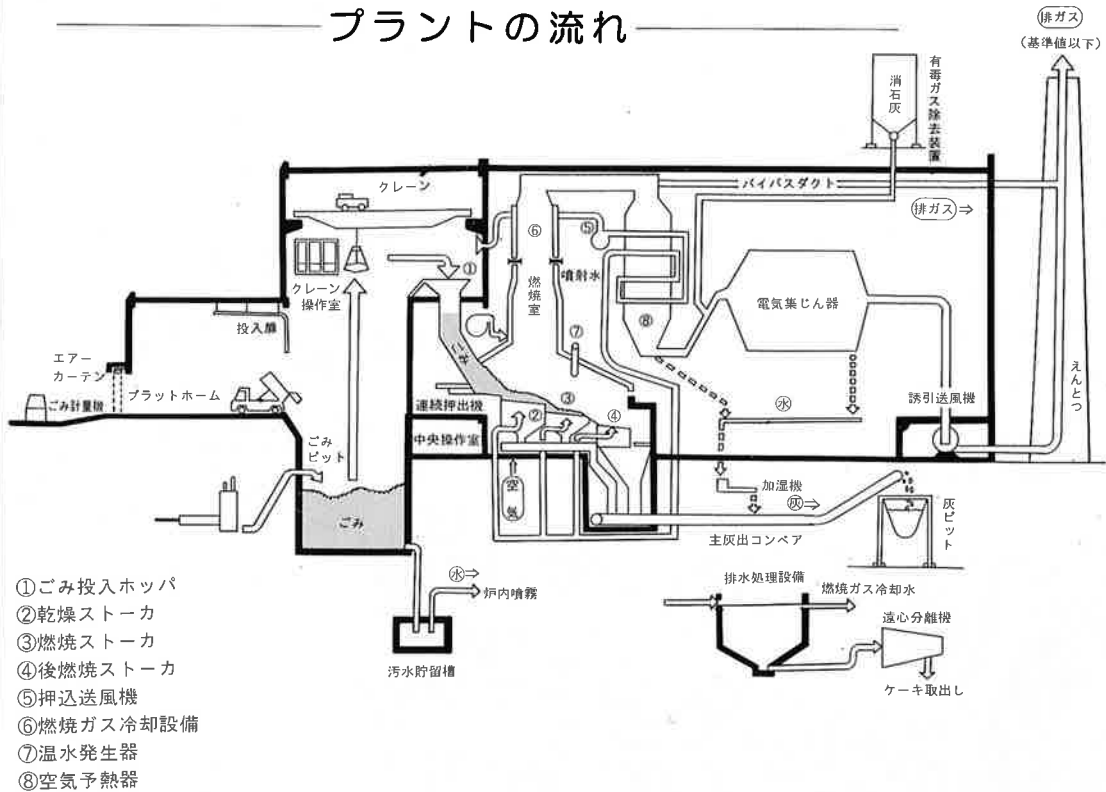 プラントの流れ
排ガス
(基準値以下)
消石灰
有毒ガス除去装置
クレーン
バイパスダクト
排ガス⇒
①
⑥
⑤
噴射水
燃焼室
クレーン
操作室
電気集じん器
⑧
投入扉
⑦
ごみ
エアー
カーテン
えんとつ
プラットホーム
ごみ計量機
連続押出機
③
②
④
水
誘引送風機
中央操作室
ごみ
ピット
空気
加湿機
灰⇒
灰ピット
ごみ
主灰出コンベア
水⇒
炉内噴霧
排水処理設備
燃焼ガス冷却水
遠心分離機
汚水貯留槽
ケーキ取出し
①ごみ投入ホッパ
②乾燥ストーカ
③燃焼ストーカ
④後燃焼ストーカ
⑤押込送風機
⑥燃焼ガス冷却設備
⑦温水発生器
⑧空気予熱器